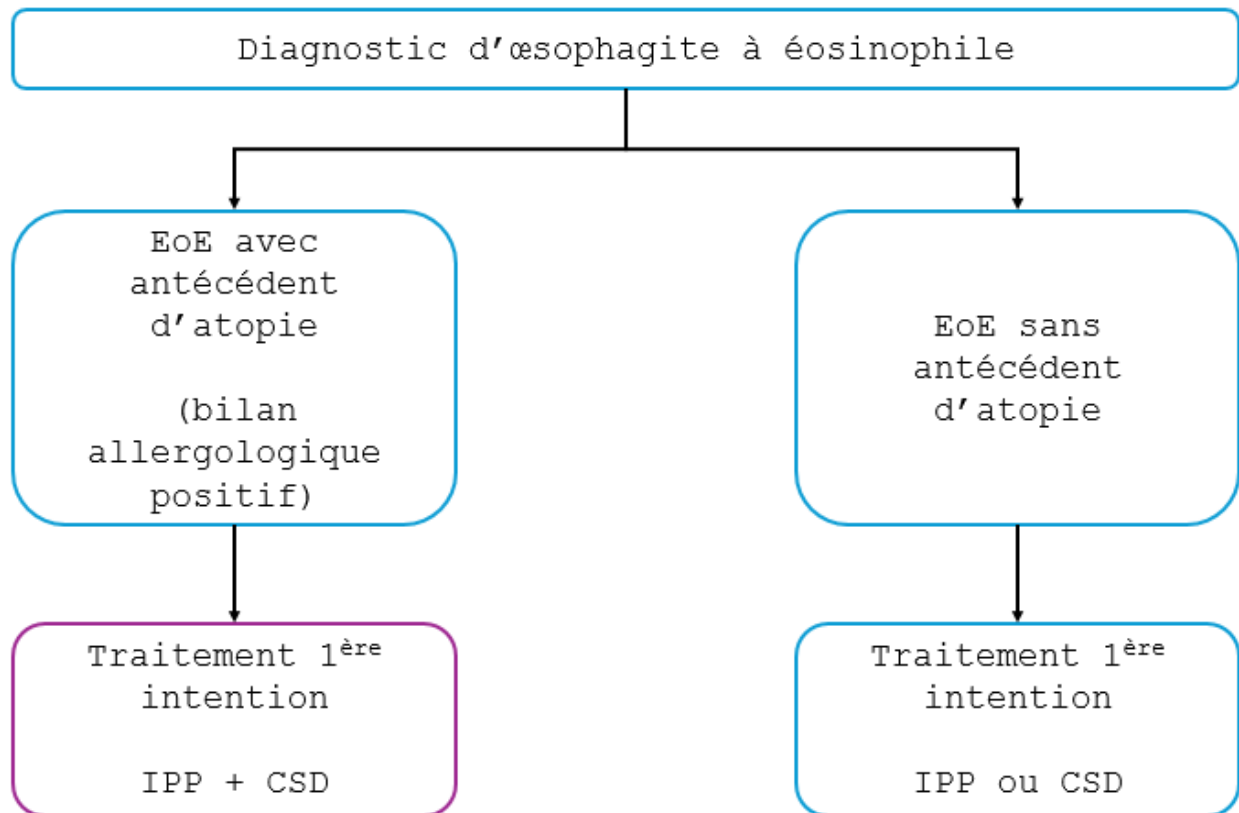 Diagnostic d’œsophagite à éosinophile
EoE avec
antécédent
d’atopie
(bilan
allergologique
positif)
EoE sans
antécédent
d’atopie
Traitement 1ère
intention
IPP + CSD
Traitement 1ère
intention
IPP ou CSD